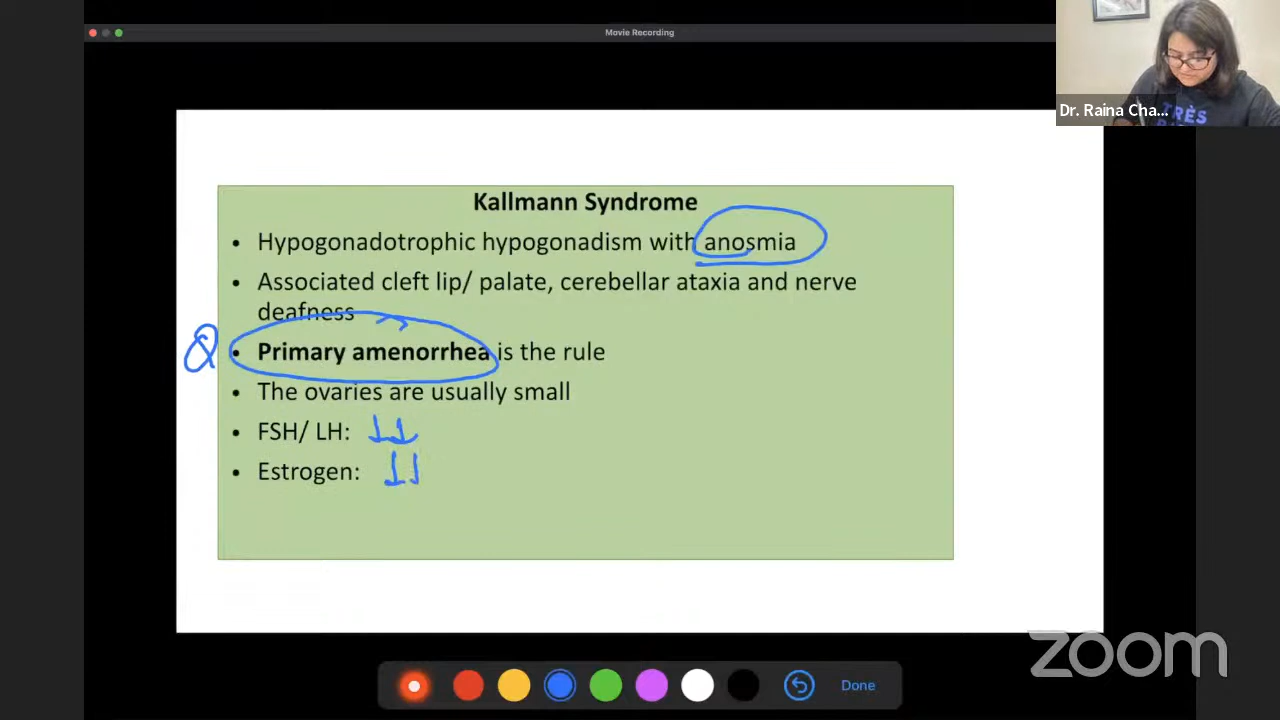 Movie Recording
Dr. Raina Cha...
TRÈS
Kallmann Syndrome
• Hypogonadotrophic hypogonadism with anosmia
• Associated cleft lip/ palate, cerebellar ataxia and nerve
deafness
Q
• Primary amenorrhea is the rule
• The ovaries are usually small
• FSH/ LH: ↓↓
• Estrogen: ↓↓
zoom
Done